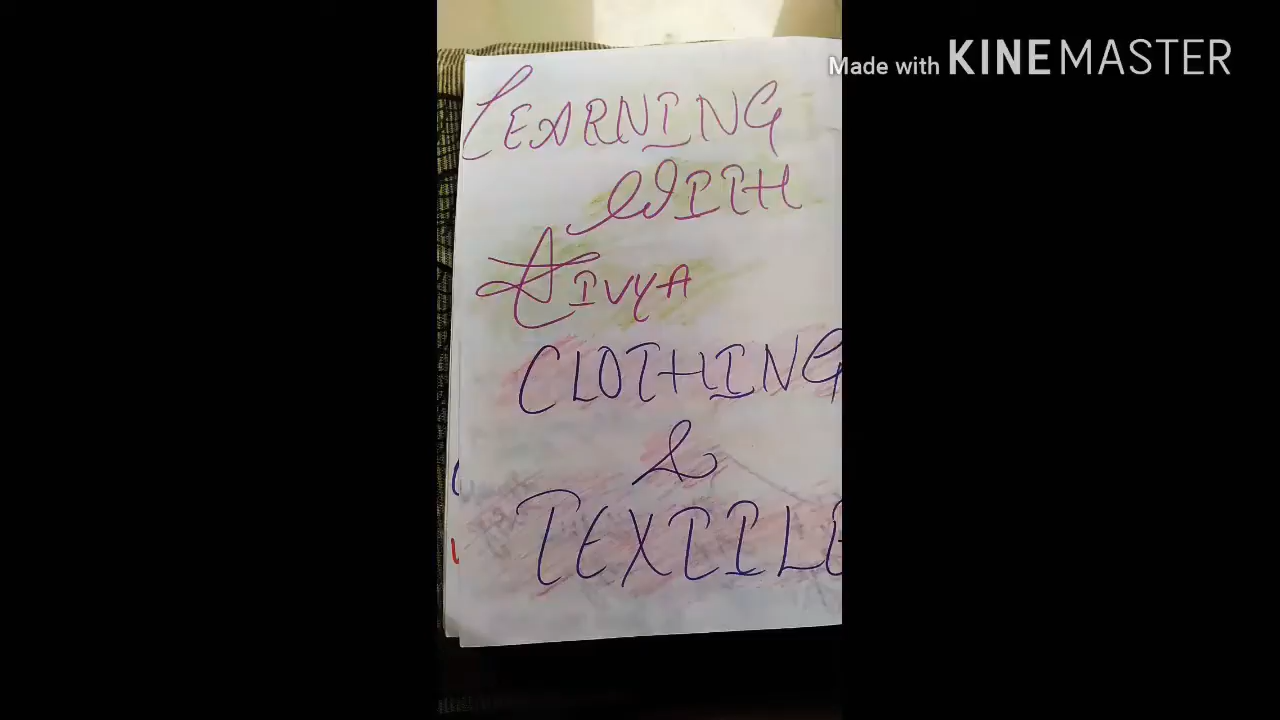 Made with KINEMASTER
LEARNING
WITH
DIVYA
CLOTHING
&
TEXTILE